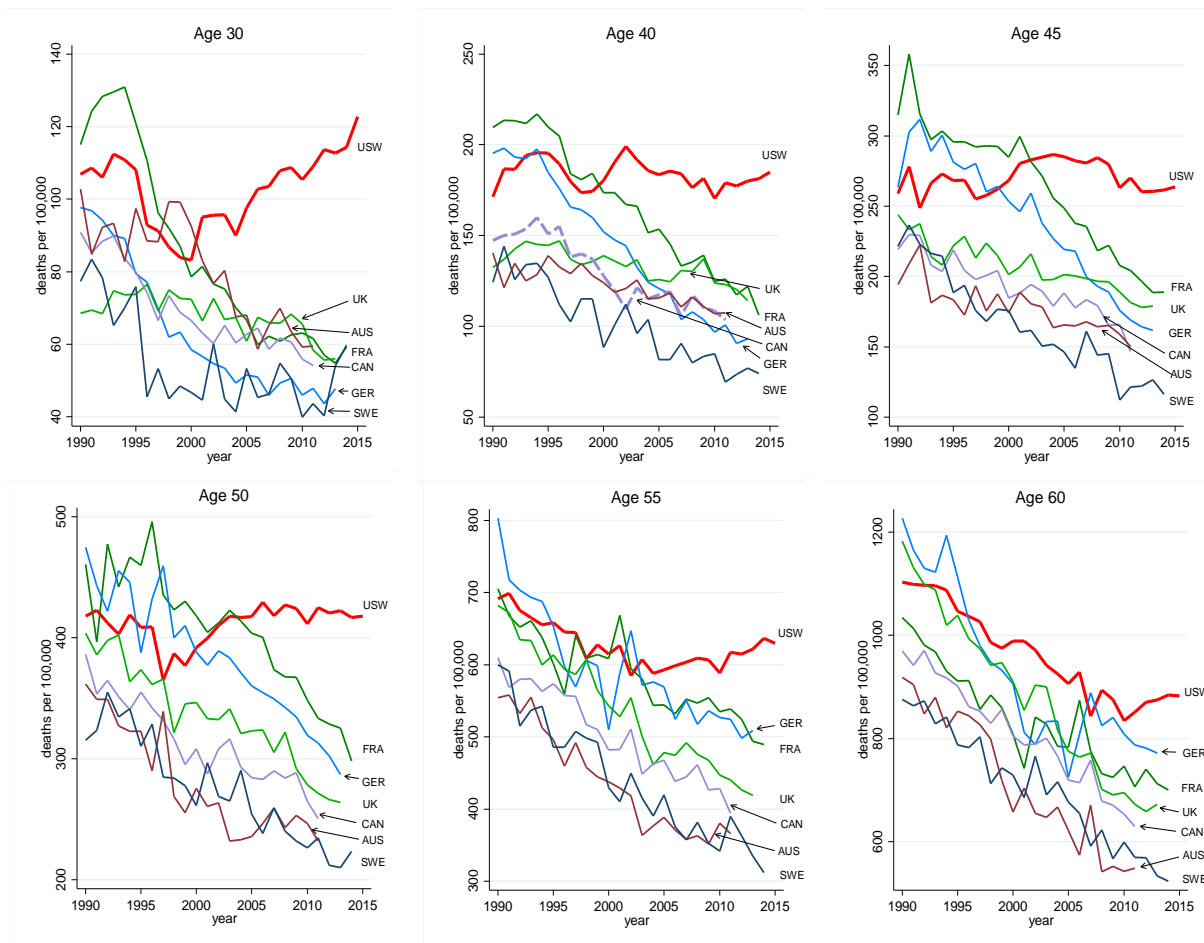 Age 30
deaths per 100,000
140
120
100
80
60
40
1990 1995 2000 2005 2010 2015
year
USW
UK
AUS
FRA
CAN
GER
SWE
Age 40
deaths per 100,000
250
200
150
100
50
1990 1995 2000 2005 2010 2015
year
USW
UK
FRA
AUS
CAN
GER
SWE
Age 45
deaths per 100,000
350
300
250
200
150
100
1990 1995 2000 2005 2010 2015
year
USW
FRA
UK
GER
CAN
AUS
SWE
Age 50
deaths per 100,000
500
400
300
200
1990 1995 2000 2005 2010 2015
year
USW
FRA
GER
UK
CAN
AUS
SWE
Age 55
deaths per 100,000
800
700
600
500
400
300
1990 1995 2000 2005 2010 2015
year
USW
GER
FRA
UK
CAN
AUS
SWE
Age 60
deaths per 100,000
1200
1000
800
600
1990 1995 2000 2005 2010 2015
year
USW
GER
FRA
UK
CAN
AUS
SWE